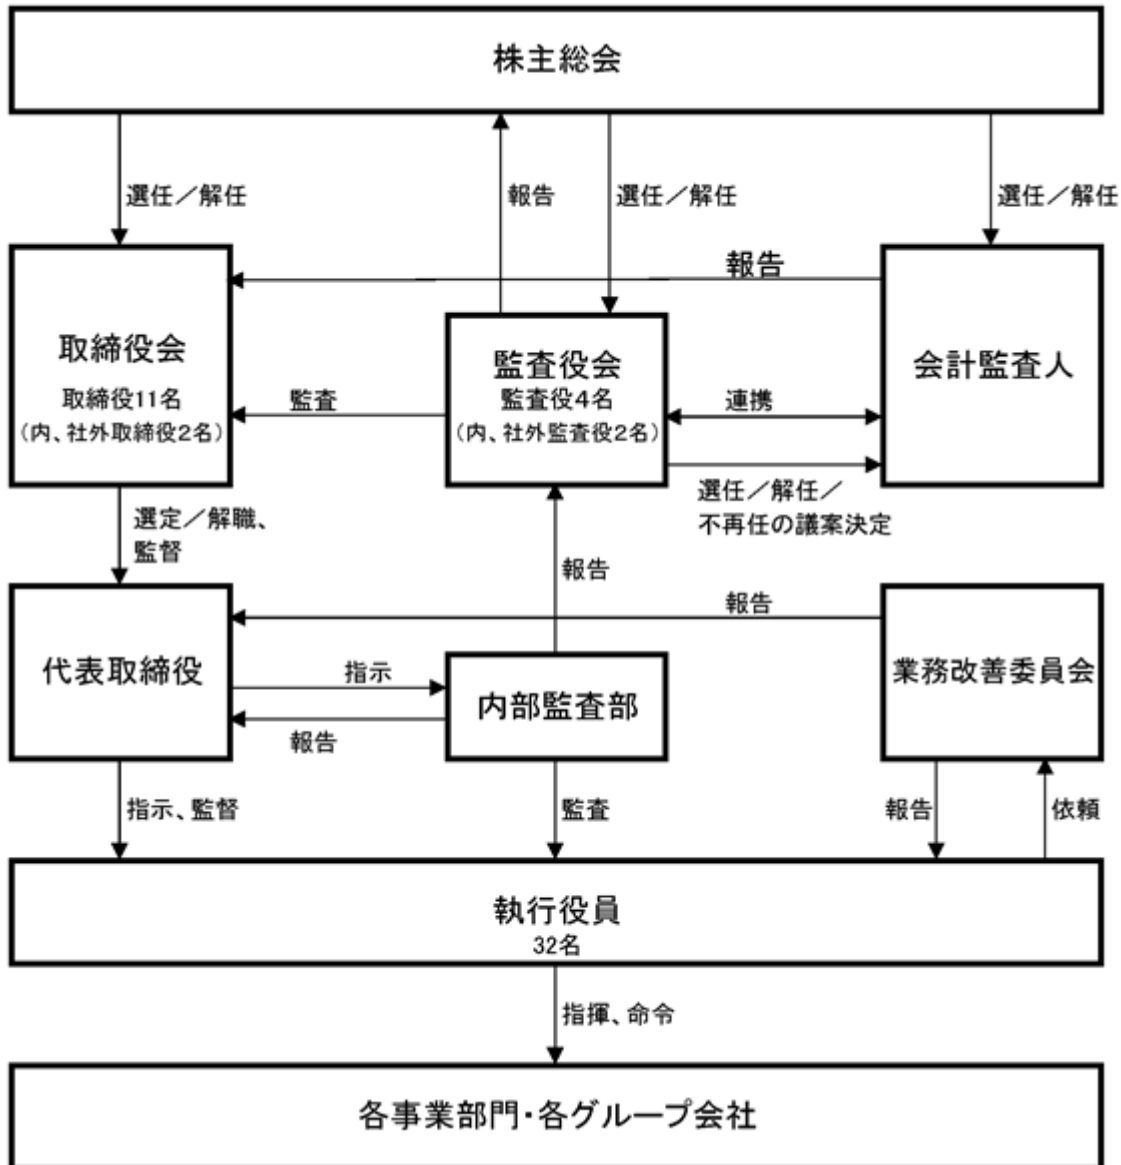 株主総会
選任／解任
報告
選任／解任
選任／解任
報告
取締役会
取締役11名
（内、社外取締役2名）
監査
監査役会
監査役4名
（内、社外監査役2名）
連携
会計監査人
選任／解任／
不再任の議案決定
選定／解職、
監督
報告
報告
代表取締役
指示
報告
内部監査部
業務改善委員会
指示、監督
監査
報告
依頼
執行役員
32名
指揮、命令
各事業部門・各グループ会社